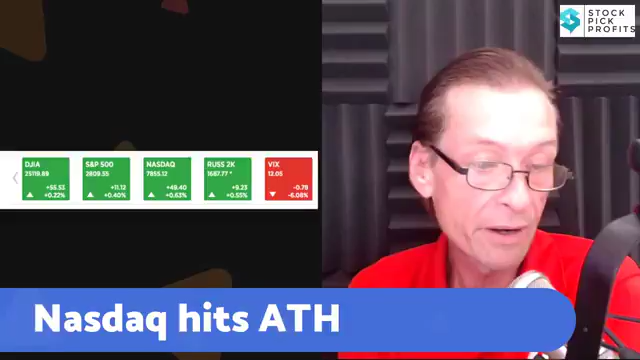 STOCK
PICK
PROFITS
DJIA
25119.89
+55.53
+0.22%
S&P 500
2809.55
+11.12
+0.40%
NASDAQ
7855.12
+49.40
+0.63%
RUSS 2K
1687.77 *
+9.23
+0.55%
VIX
12.05
-0.79
-6.08%
Nasdaq hits ATH